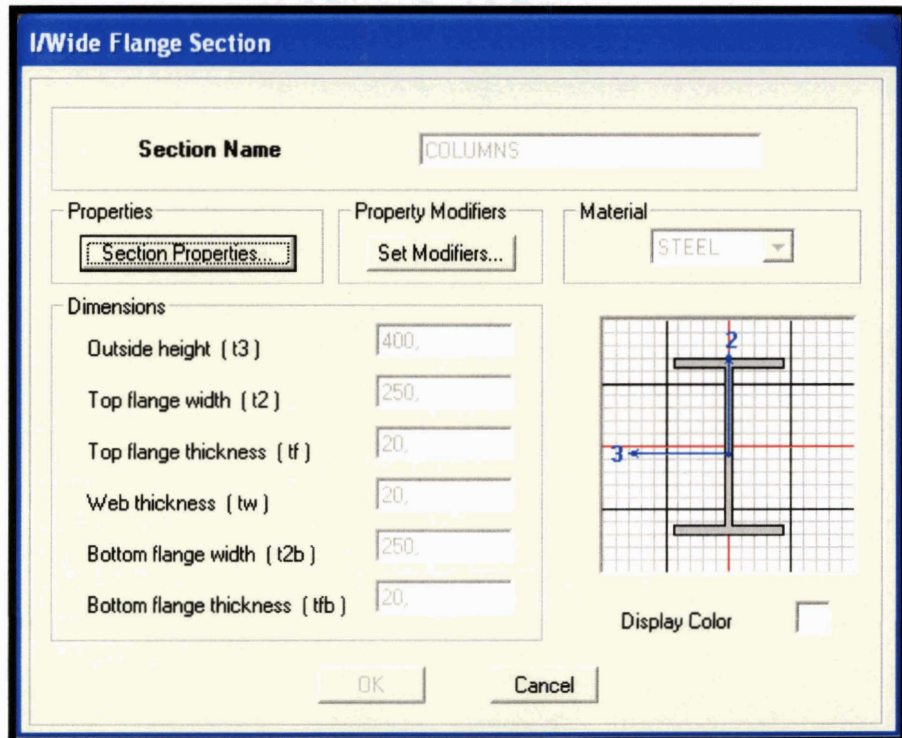 I/Wide Flange Section
Section Name COLUMNS
Properties Property Modifiers Material
Section Properties... Set Modifiers... STEEL
Dimensions
Outside height ( t3 ) 400,
Top flange width ( t2 ) 250,
Top flange thickness ( tf ) 20,
Web thickness ( tw ) 20,
Bottom flange width ( t2b ) 250,
Bottom flange thickness ( tfb ) 20,
2
3
Display Color
OK Cancel